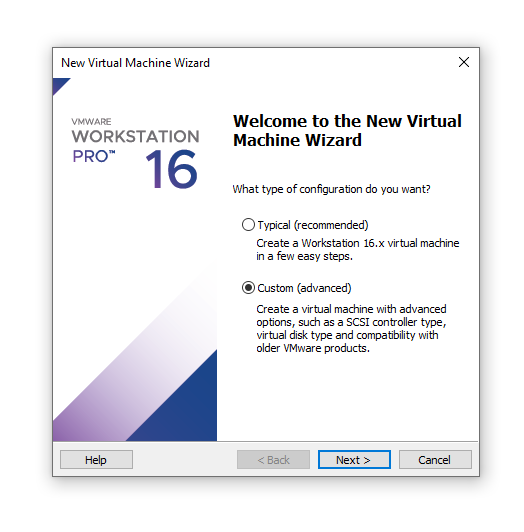 New Virtual Machine Wizard
VMWARE
WORKSTATION
PRO™ 16
Welcome to the New Virtual
Machine Wizard
What type of configuration do you want?
Typical (recommended)
Create a Workstation 16.x virtual machine
in a few easy steps.
Custom (advanced)
Create a virtual machine with advanced
options, such as a SCSI controller type,
virtual disk type and compatibility with
older VMware products.
Help
< Back
Next >
Cancel